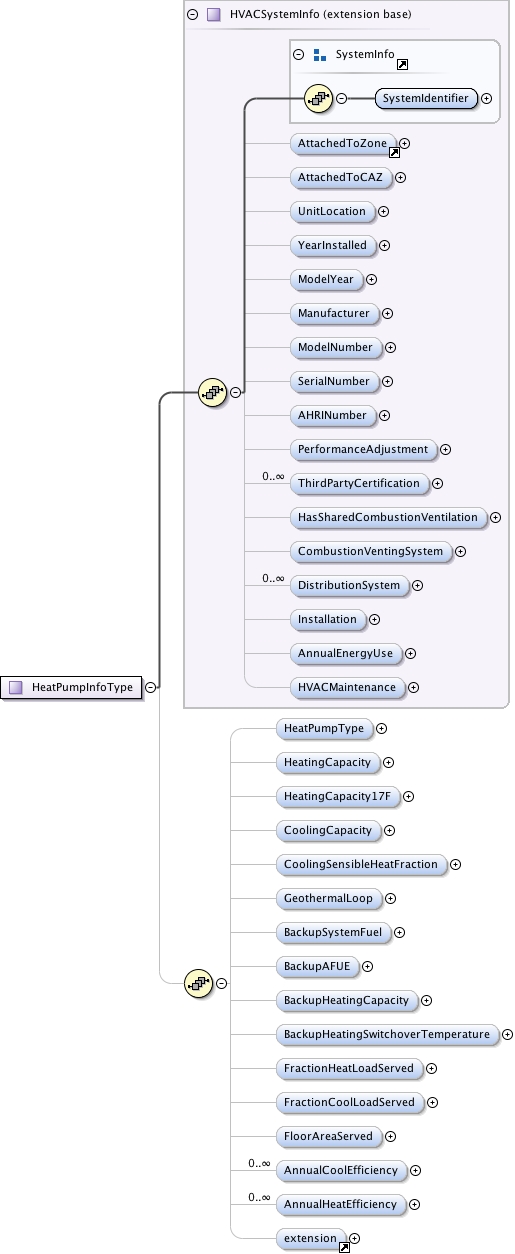 HVACSystemInfo (extension base)
SystemInfo
SystemIdentifier
AttachedToZone
AttachedToCAZ
UnitLocation
YearInstalled
ModelYear
Manufacturer
ModelNumber
SerialNumber
AHRINumber
PerformanceAdjustment
0..∞
ThirdPartyCertification
HasSharedCombustionVentilation
CombustionVentingSystem
0..∞
DistributionSystem
Installation
AnnualEnergyUse
HVACMaintenance
HeatPumpInfoType
HeatPumpType
HeatingCapacity
HeatingCapacity17F
CoolingCapacity
CoolingSensibleHeatFraction
GeothermalLoop
BackupSystemFuel
BackupAFUE
BackupHeatingCapacity
BackupHeatingSwitchoverTemperature
FractionHeatLoadServed
FractionCoolLoadServed
FloorAreaServed
0..∞
AnnualCoolEfficiency
0..∞
AnnualHeatEfficiency
extension